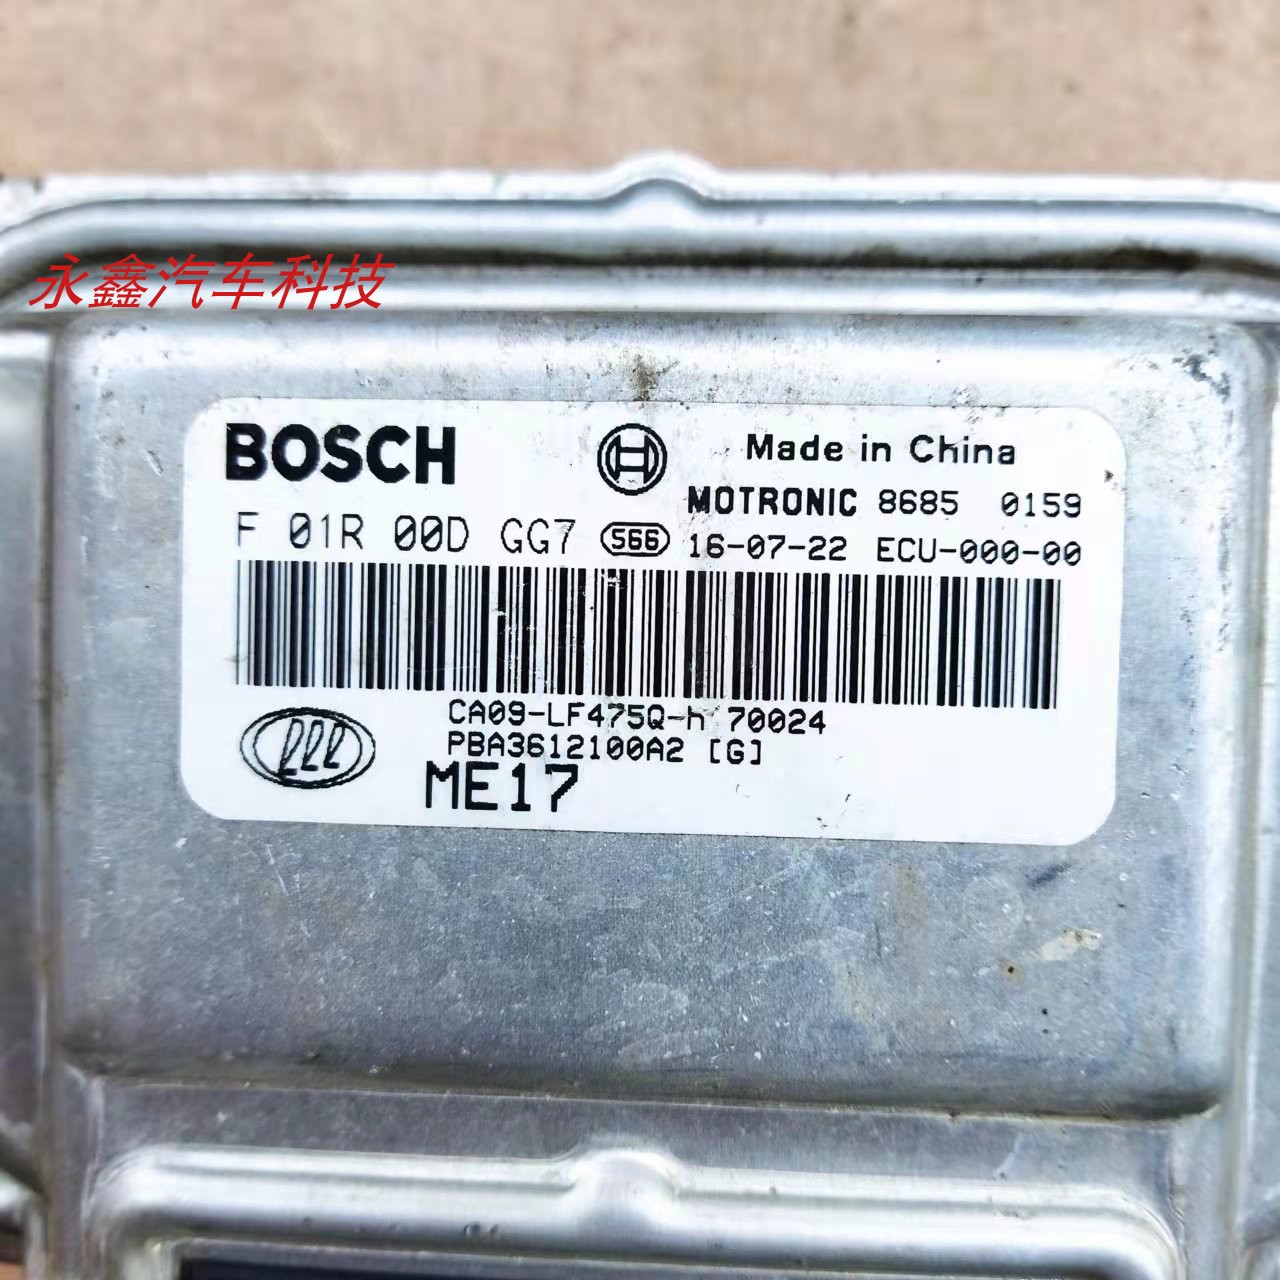 永鑫汽车科技
BOSCH
Made in China
MOTRONIC 8685 0159
F 01R 00D GG7 S66 16-07-22 ECU-000-00
CA09-LF475Q-h 70024
PBA3612100A2 [G]
ME17